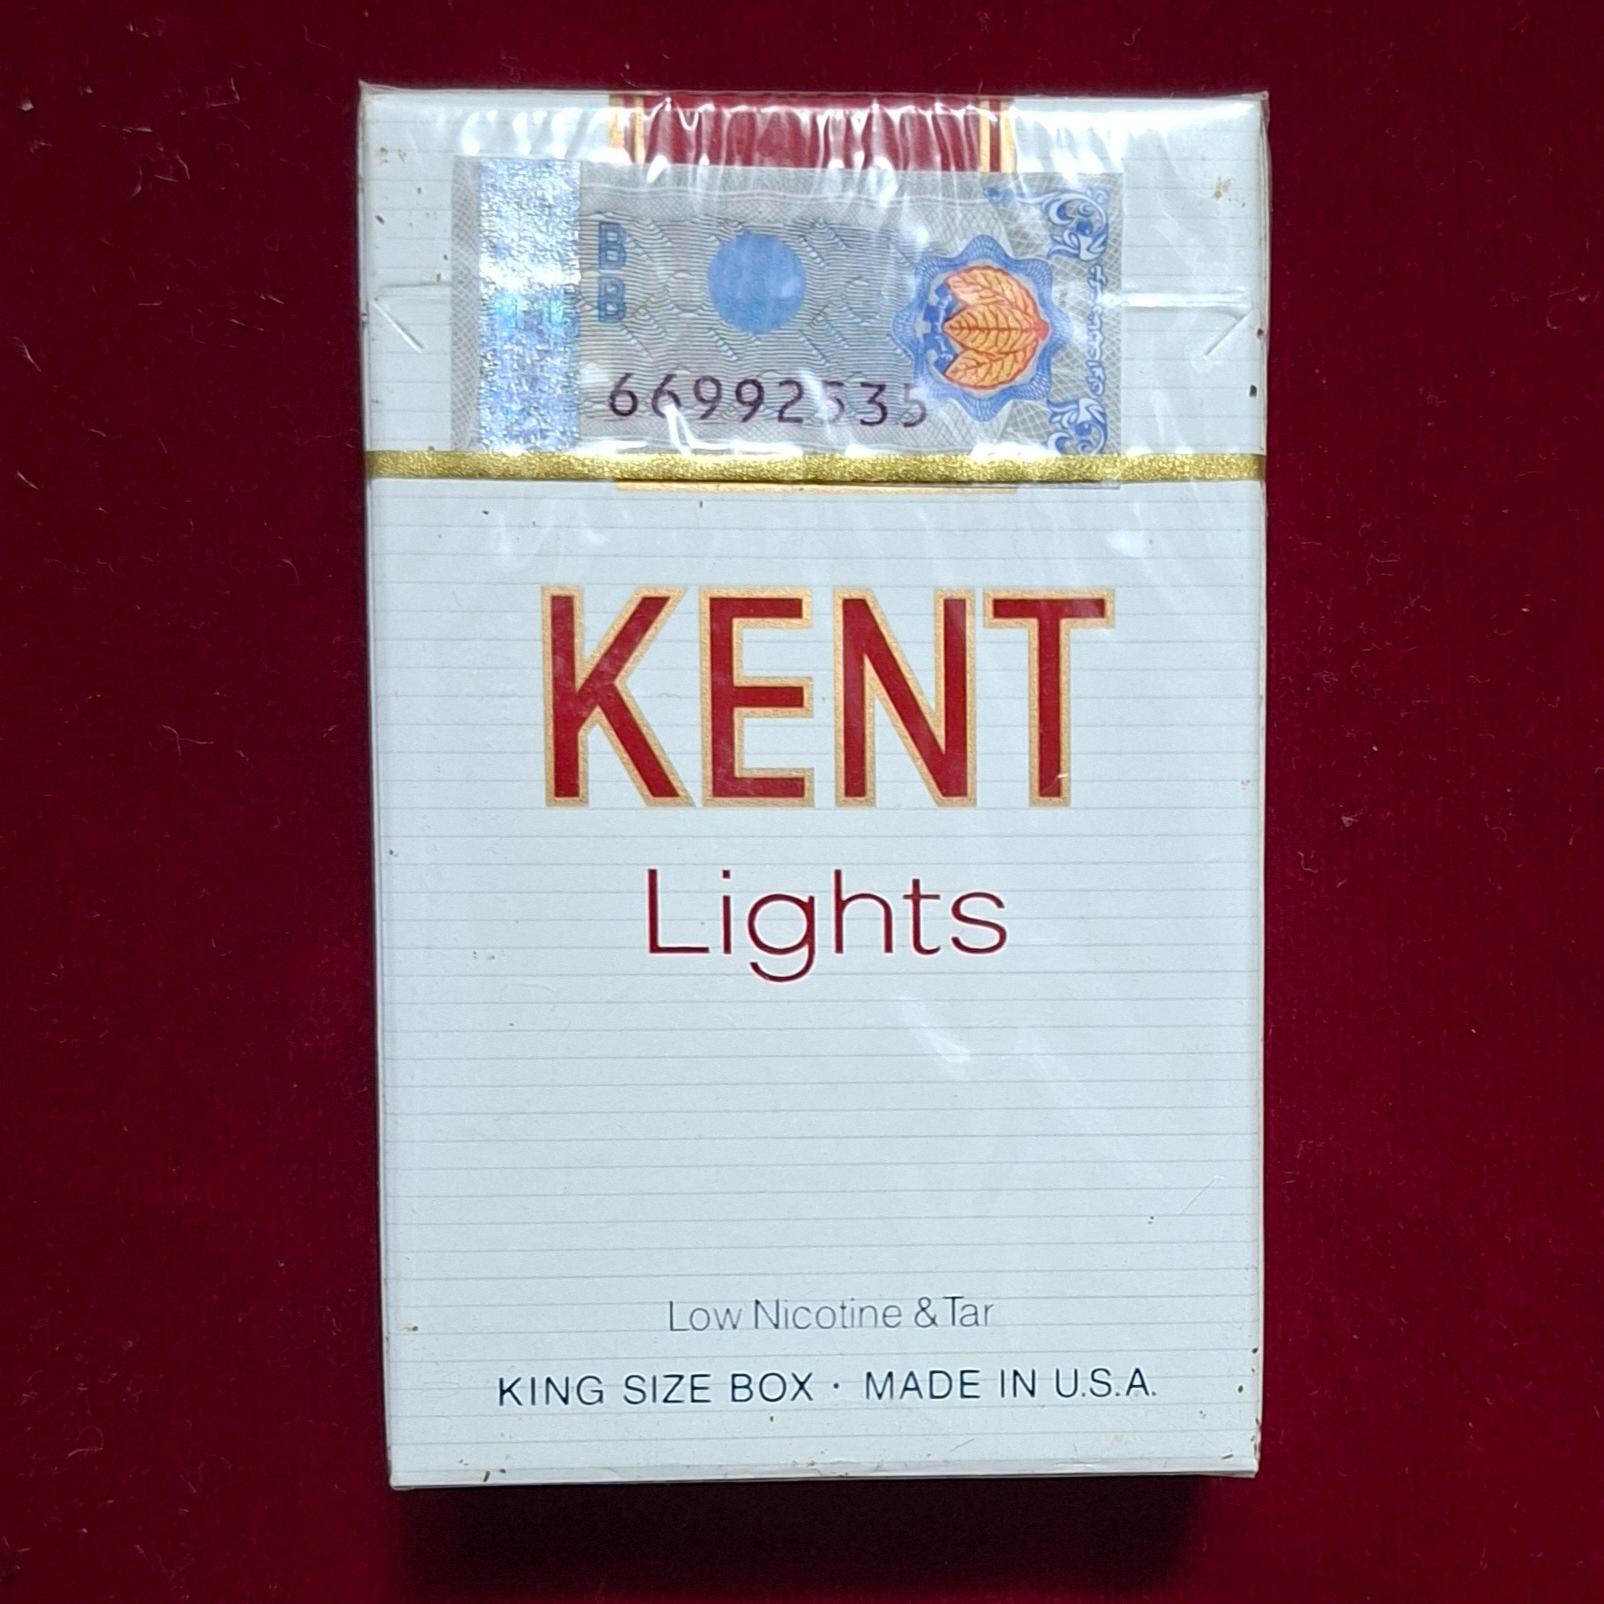 B
B
66992535
KENT
Lights
Low Nicotine & Tar
KING SIZE BOX · MADE IN U.S.A.